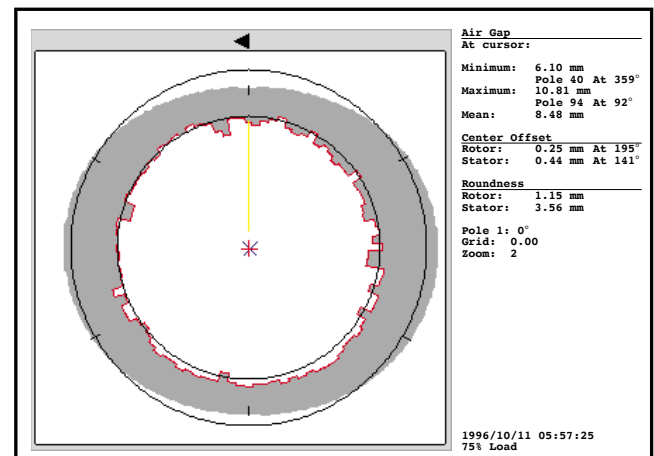 Air Gap
At cursor:
Minimum: 6.10 mm
Pole 40 At 359°
Maximum: 10.81 mm
Pole 94 At 92°
Mean: 8.48 mm
Center Offset
Rotor: 0.25 mm At 195°
Stator: 0.44 mm At 141°
Roundness
Rotor: 1.15 mm
Stator: 3.56 mm
Pole 1: 0°
Grid: 0.00
Zoom: 2
1996/10/11 05:57:25
75% Load